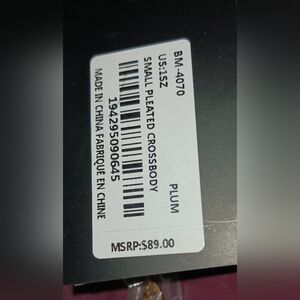 BM-4070
US:1SZ
SMALL PLEATED CROSSBODY
PLUM
194295090645
MADE IN CHINA FABRIQUE EN CHINE
MSRP:$89.00